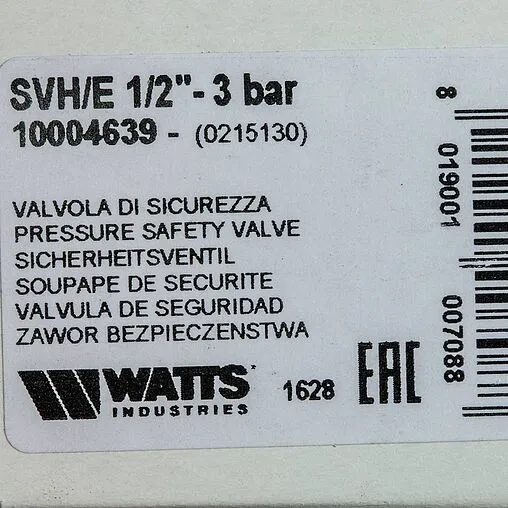 SVH/E 1/2"- 3 bar
10004639 - (0215130)
VALVOLA DI SICUREZZA
PRESSURE SAFETY VALVE
SICHERHEITSVENTIL
SOUPAPE DE SECURITE
VALVULA DE SEGURIDAD
ZAWOR BEZPIECZENSTWA
WATTS
INDUSTRIES
1628
EAC
8 019001 007088